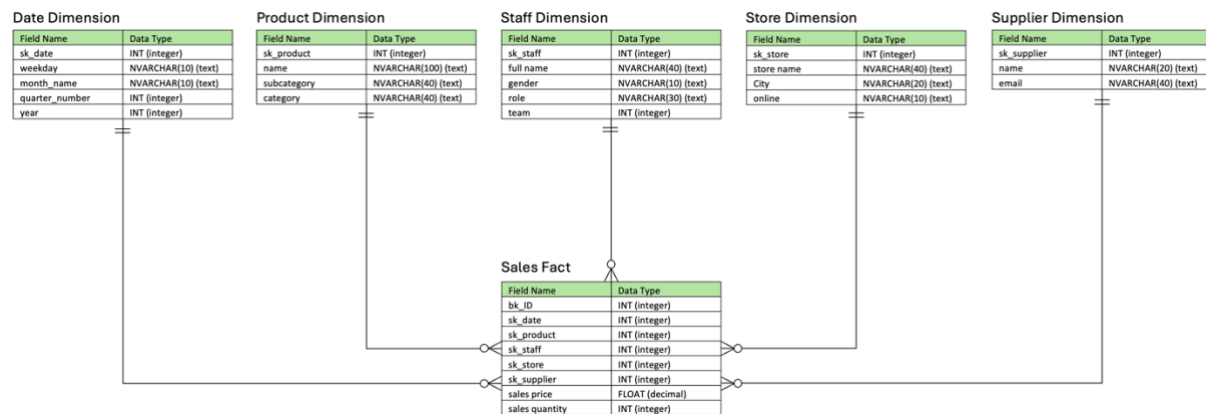 Date Dimension
Field Name Data Type
sk_date INT (integer)
weekday NVARCHAR(10) (text)
month_name NVARCHAR(10) (text)
quarter_number INT (integer)
year INT (integer)
Product Dimension
Field Name Data Type
sk_product INT (integer)
name NVARCHAR(100) (text)
subcategory NVARCHAR(40) (text)
category NVARCHAR(40) (text)
Staff Dimension
Field Name Data Type
sk_staff INT (integer)
full name NVARCHAR(40) (text)
gender NVARCHAR(10) (text)
role NVARCHAR(30) (text)
team INT (integer)
Store Dimension
Field Name Data Type
sk_store INT (integer)
store name NVARCHAR(40) (text)
City NVARCHAR(20) (text)
online NVARCHAR(10) (text)
Supplier Dimension
Field Name Data Type
sk_supplier INT (integer)
name NVARCHAR(20) (text)
email NVARCHAR(40) (text)
Sales Fact
Field Name Data Type
bk_ID INT (integer)
sk_date INT (integer)
sk_product INT (integer)
sk_staff INT (integer)
sk_store INT (integer)
sk_supplier INT (integer)
sales price FLOAT (decimal)
sales quantity INT (integer)